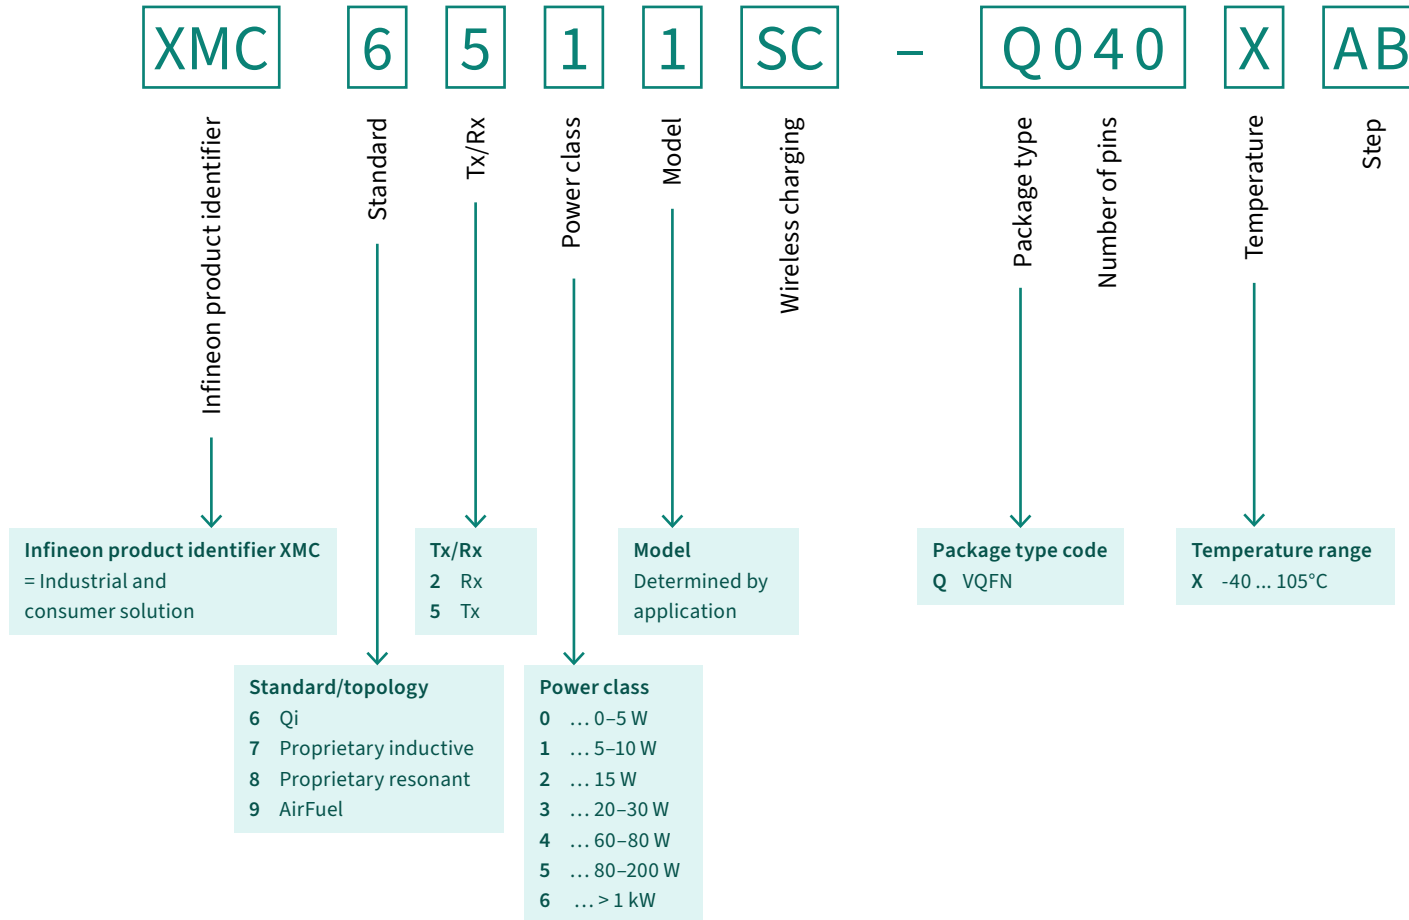 XMC 6 5 1 1 SC – Q040 X AB
Infineon product identifier
Standard
Tx/Rx
Power class
Model
Wireless charging
Package type
Number of pins
Temperature
Step
Infineon product identifier XMC
= Industrial and
consumer solution
Tx/Rx
2 Rx
5 Tx
Model
Determined by
application
Package type code
Q VQFN
Temperature range
X -40 ... 105°C
Standard/topology
6 Qi
7 Proprietary inductive
8 Proprietary resonant
9 AirFuel
Power class
0 … 0–5 W
1 … 5–10 W
2 … 15 W
3 … 20–30 W
4 … 60–80 W
5 … 80–200 W
6 … > 1 kW